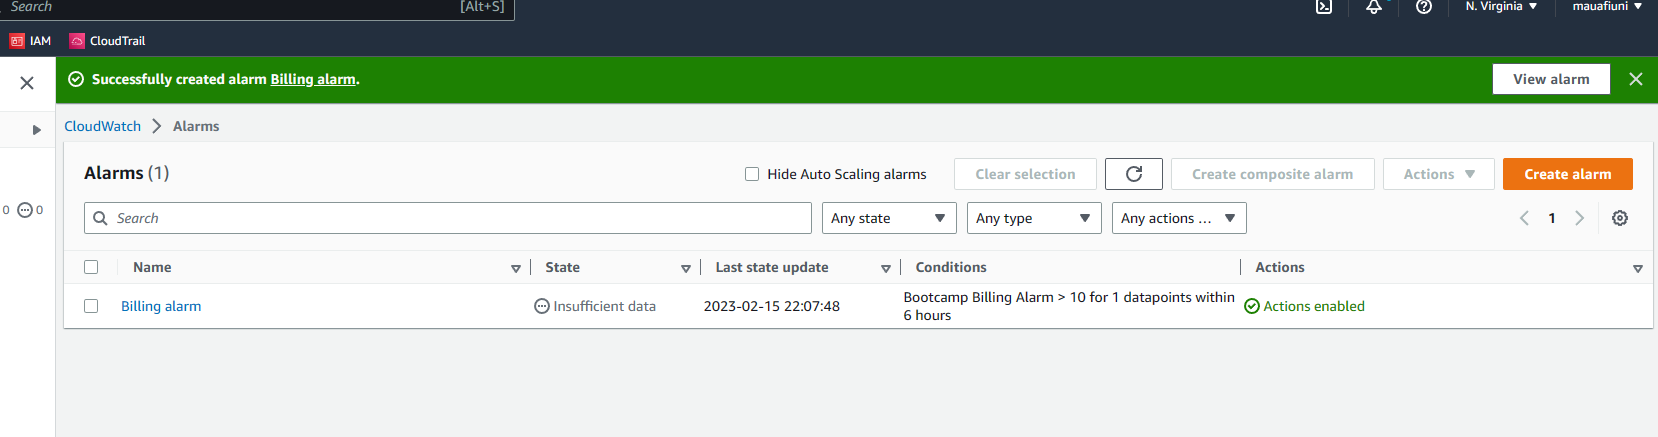 Search [Alt+S] N. Virginia mauafiuni
IAM CloudTrail
Successfully created alarm Billing alarm. View alarm
CloudWatch Alarms
Alarms (1) Hide Auto Scaling alarms Clear selection Create composite alarm Actions Create alarm
0 0 Search Any state Any type Any actions ... 1
Name State Last state update Conditions Actions
Billing alarm Insufficient data 2023-02-15 22:07:48 Bootcamp Billing Alarm > 10 for 1 datapoints within Actions enabled
6 hours